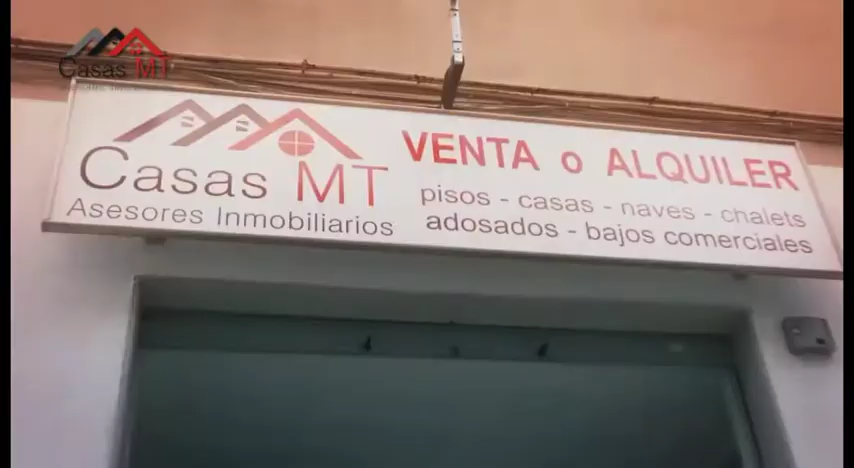 Casas MT
Casas MT
Asesores Inmobiliarios
VENTA o ALQUILER
pisos - casas - naves - chalets
adosados - bajos comerciales